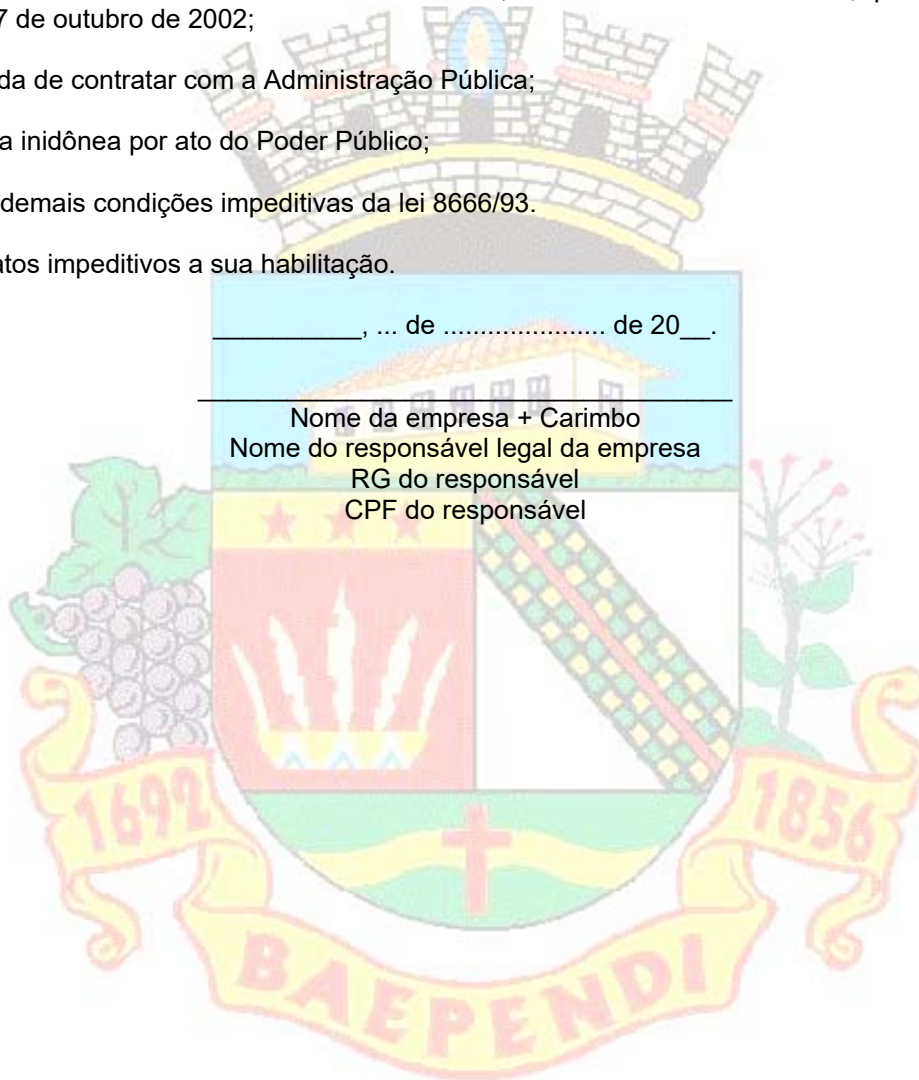 7 de outubro de 2002;
da de contratar com a Administração Pública;
a inidônea por ato do Poder Público;
demais condições impeditivas da lei 8666/93.
atos impeditivos a sua habilitação.
__________, ... de ...................... de 20__.
____________________________________
Nome da empresa + Carimbo
Nome do responsável legal da empresa
RG do responsável
CPF do responsável
1692
1856
BAEPENDI